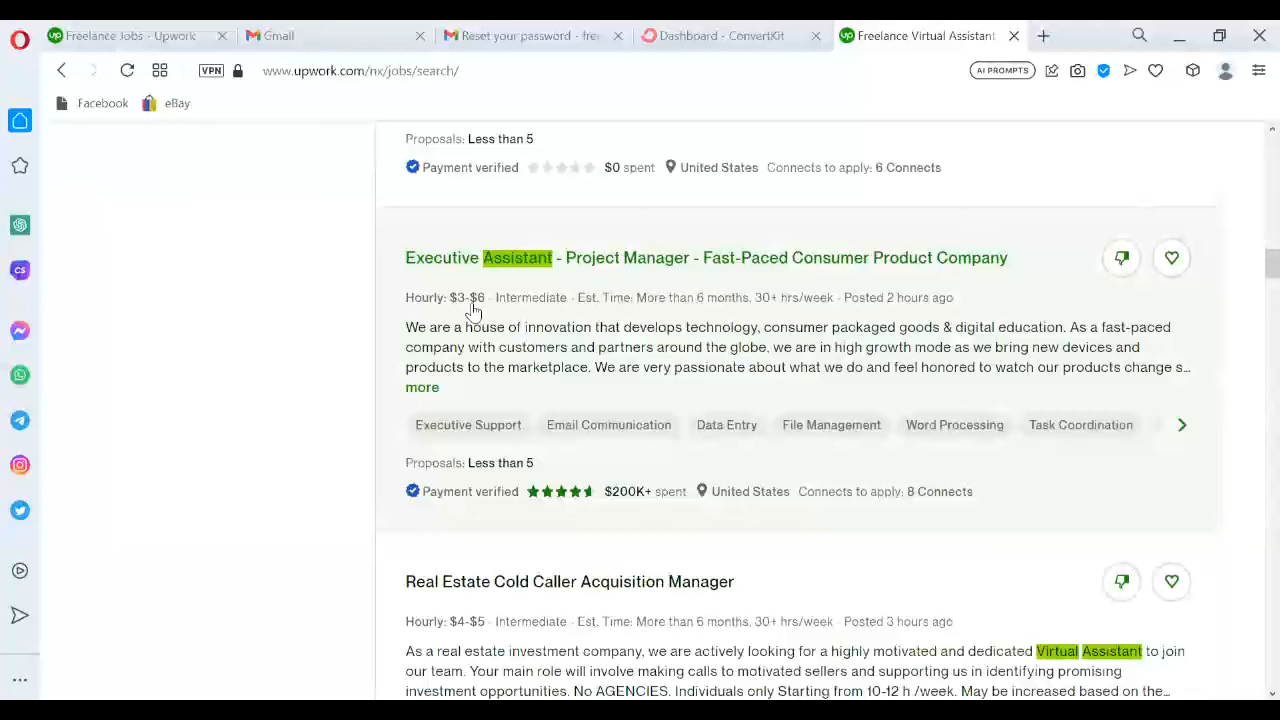 Freelance Jobs - Upwork
Gmail
Reset your password - free
Dashboard - ConvertKit
Freelance Virtual Assistant
VPN
www.upwork.com/nx/jobs/search/
AI PROMPTS
Facebook
eBay
Proposals: Less than 5
Payment verified $0 spent United States Connects to apply: 6 Connects
Executive Assistant - Project Manager - Fast-Paced Consumer Product Company
Hourly: $3-$6 - Intermediate - Est. Time: More than 6 months, 30+ hrs/week - Posted 2 hours ago
We are a house of innovation that develops technology, consumer packaged goods & digital education. As a fast-paced
company with customers and partners around the globe, we are in high growth mode as we bring new devices and
products to the marketplace. We are very passionate about what we do and feel honored to watch our products change s...
more
Executive Support Email Communication Data Entry File Management Word Processing Task Coordination
Proposals: Less than 5
Payment verified $200K+ spent United States Connects to apply: 8 Connects
Real Estate Cold Caller Acquisition Manager
Hourly: $4-$5 - Intermediate - Est. Time: More than 6 months, 30+ hrs/week - Posted 3 hours ago
As a real estate investment company, we are actively looking for a highly motivated and dedicated Virtual Assistant to join
our team. Your main role will involve making calls to motivated sellers and supporting us in identifying promising
investment opportunities. No AGENCIES. Individuals only Starting from 10-12 h /week. May be increased based on the...